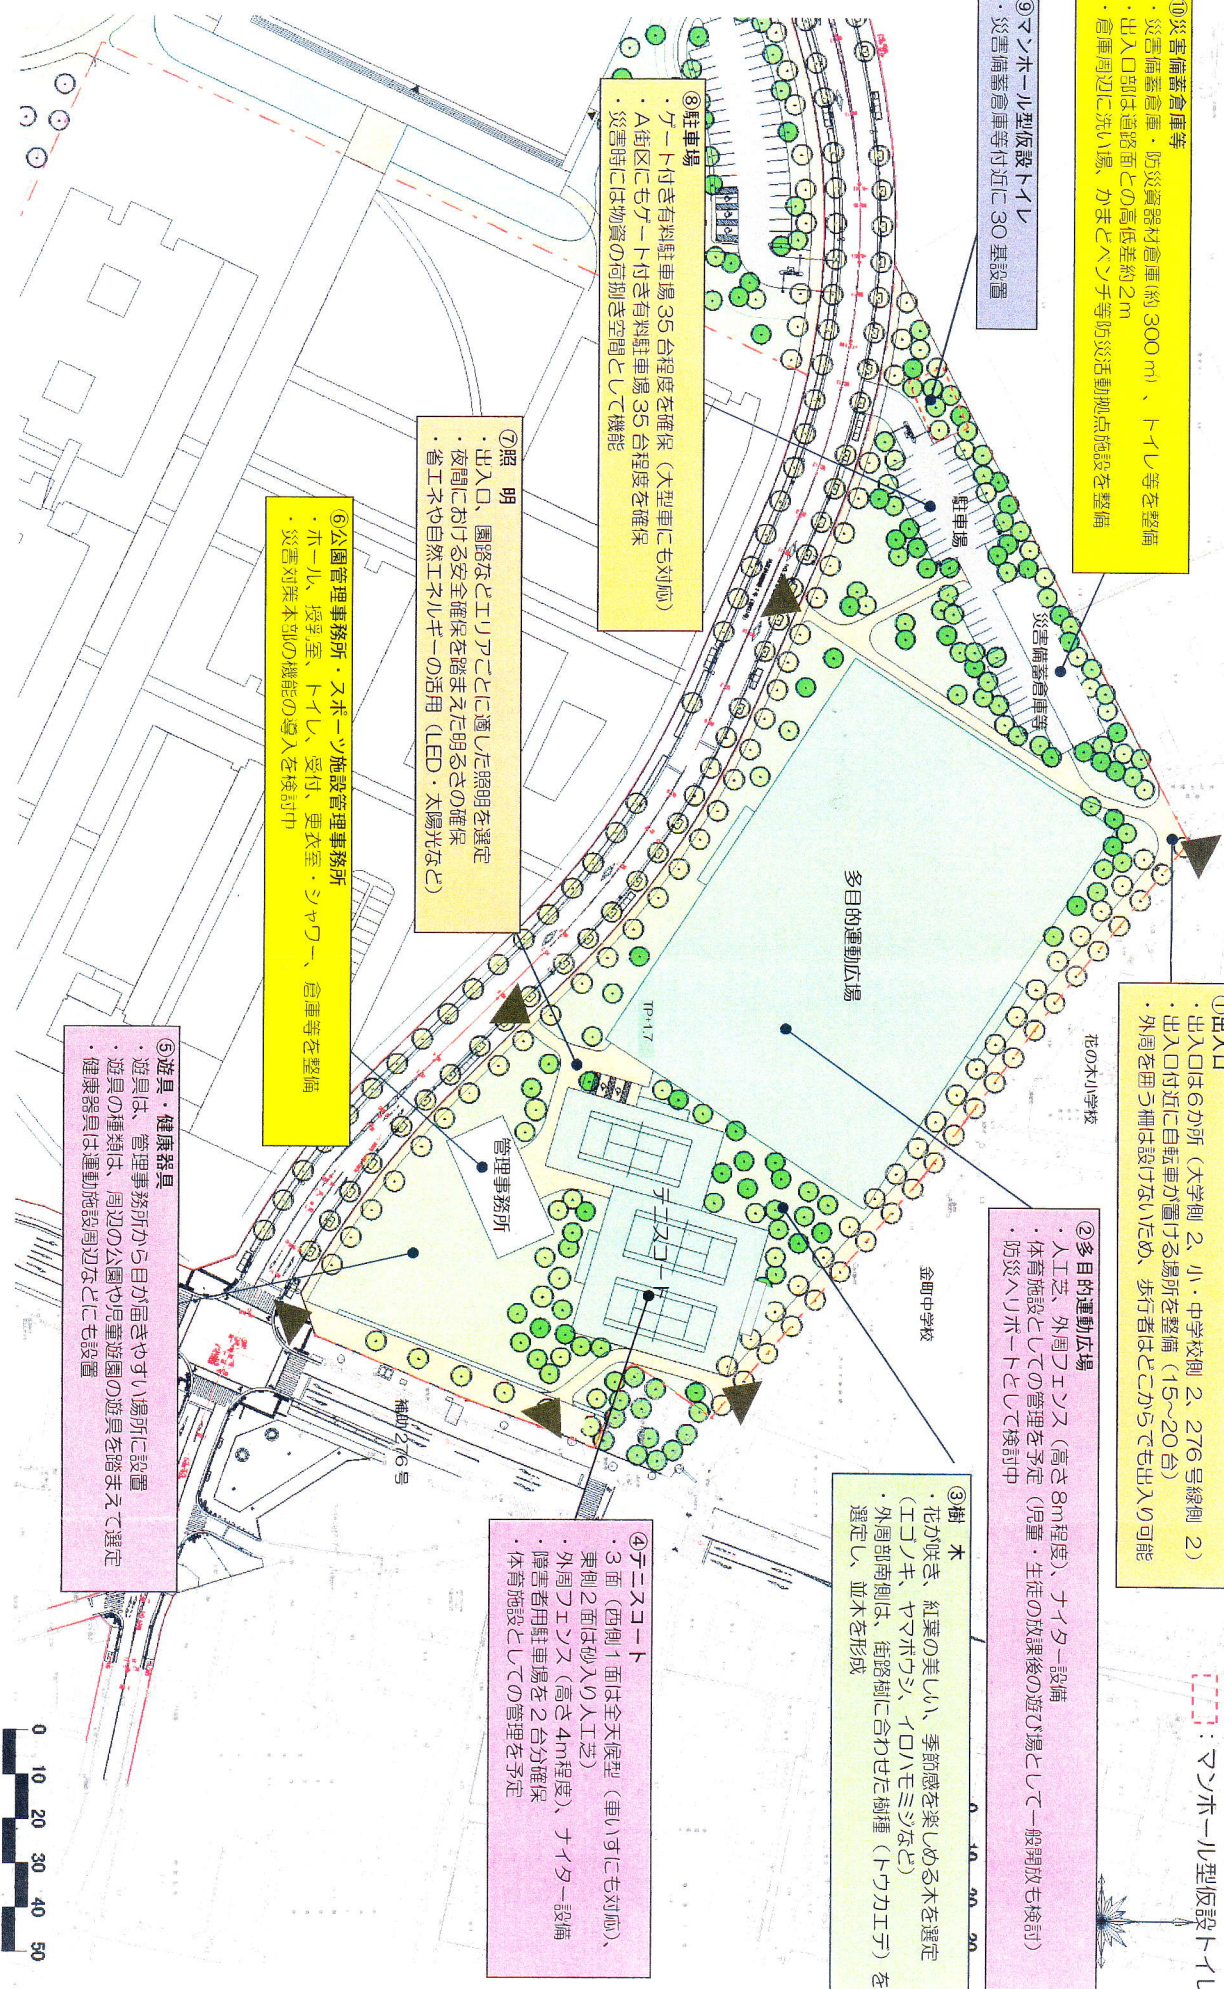 ⑩災害備蓄倉庫等
・災害備蓄倉庫・防災資器材倉庫(約300㎡)、トイレ等を整備
・出入口部は道路面との高低差約2m
・倉庫周辺に洗い場、かまどベンチ等防災活動拠点施設を整備
⑨マンホール型仮設トイレ
・災害備蓄倉庫等付近に30基設置
⑧駐車場
・ゲート付き有料駐車場35台程度を確保（大型車にも対応）
・A街区にもゲート付き有料駐車場35台程度を確保
・災害時には物資の荷捌き空間として機能
⑦照　明
・出入口、園路などエリアごとに適した照明を選定
・夜間における安全確保を踏まえた明るさの確保
・省エネや自然エネルギーの活用（LED・太陽光など）
⑥公園管理事務所・スポーツ施設管理事務所
・ホール、授乳室、トイレ、受付、更衣室・シャワー、倉庫等を整備
・災害対策本部の機能の導入を検討中
⑤遊具・健康器具
・遊具は、管理事務所から目が届きやすい場所に設置
・遊具の種類は、周辺の公園や児童遊園の遊具を踏まえて選定
・健康器具は運動施設周辺などにも設置
①出入口
・出入口は6か所（大学側 2、小・中学校側 2、276号線側 2）
・出入口付近に自転車が置ける場所を整備（15～20台）
・外周を囲う柵は設けないため、歩行者はどこからでも出入り可能
②多目的運動広場
・人工芝、外周フェンス（高さ8m程度）、ナイター設備
・体育施設としての管理を予定（児童・生徒の放課後の遊び場として一般開放も検討）
・防災ヘリポートとして検討中
③樹　木
・花が咲き、紅葉の美しい、季節感を楽しめる木を選定
（エゴノキ、ヤマボウシ、イロハモミジなど）
・外周部南側は、街路樹に合わせた樹種（トウカエデ）を
選定し、並木を形成
④テニスコート
・3面（西側1面は全天候型（車いすにも対応）、
東側2面は砂入り人工芝）
・外周フェンス（高さ4m程度）、ナイター設備
・障害者用駐車場を2台分確保
・体育施設としての管理を予定
：マンホール型仮設トイレ
駐車場
災害備蓄倉庫等
多目的運動広場
TP+1.7
花の木小学校
金町中学校
テニスコート
管理事務所
補助276号
0 10 20 30
0 10 20 30 40 50